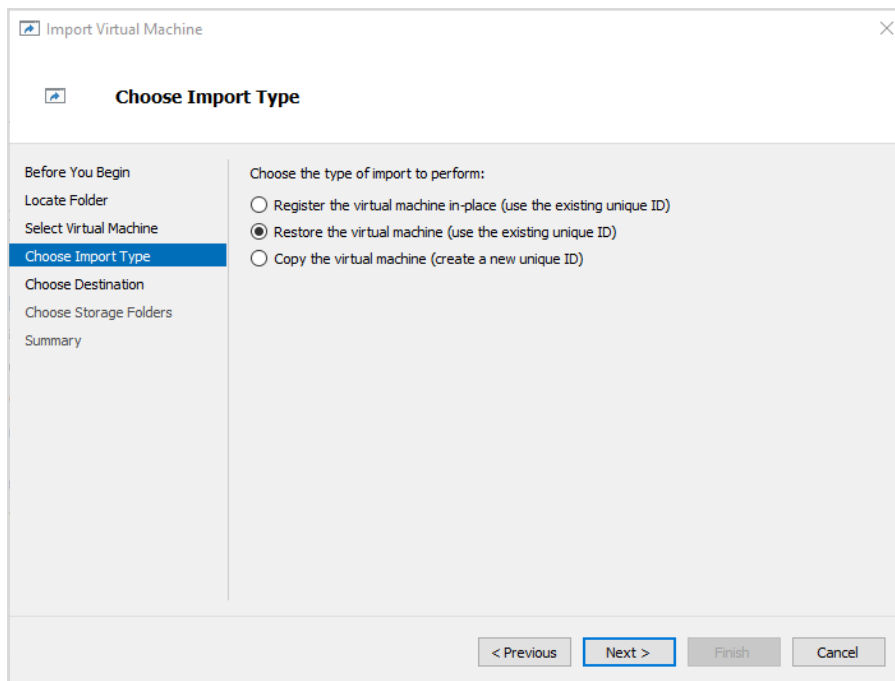 Import Virtual Machine
Choose Import Type
Before You Begin
Locate Folder
Select Virtual Machine
Choose Import Type
Choose Destination
Choose Storage Folders
Summary
Choose the type of import to perform:
Register the virtual machine in-place (use the existing unique ID)
Restore the virtual machine (use the existing unique ID)
Copy the virtual machine (create a new unique ID)
< Previous
Next >
Finish
Cancel